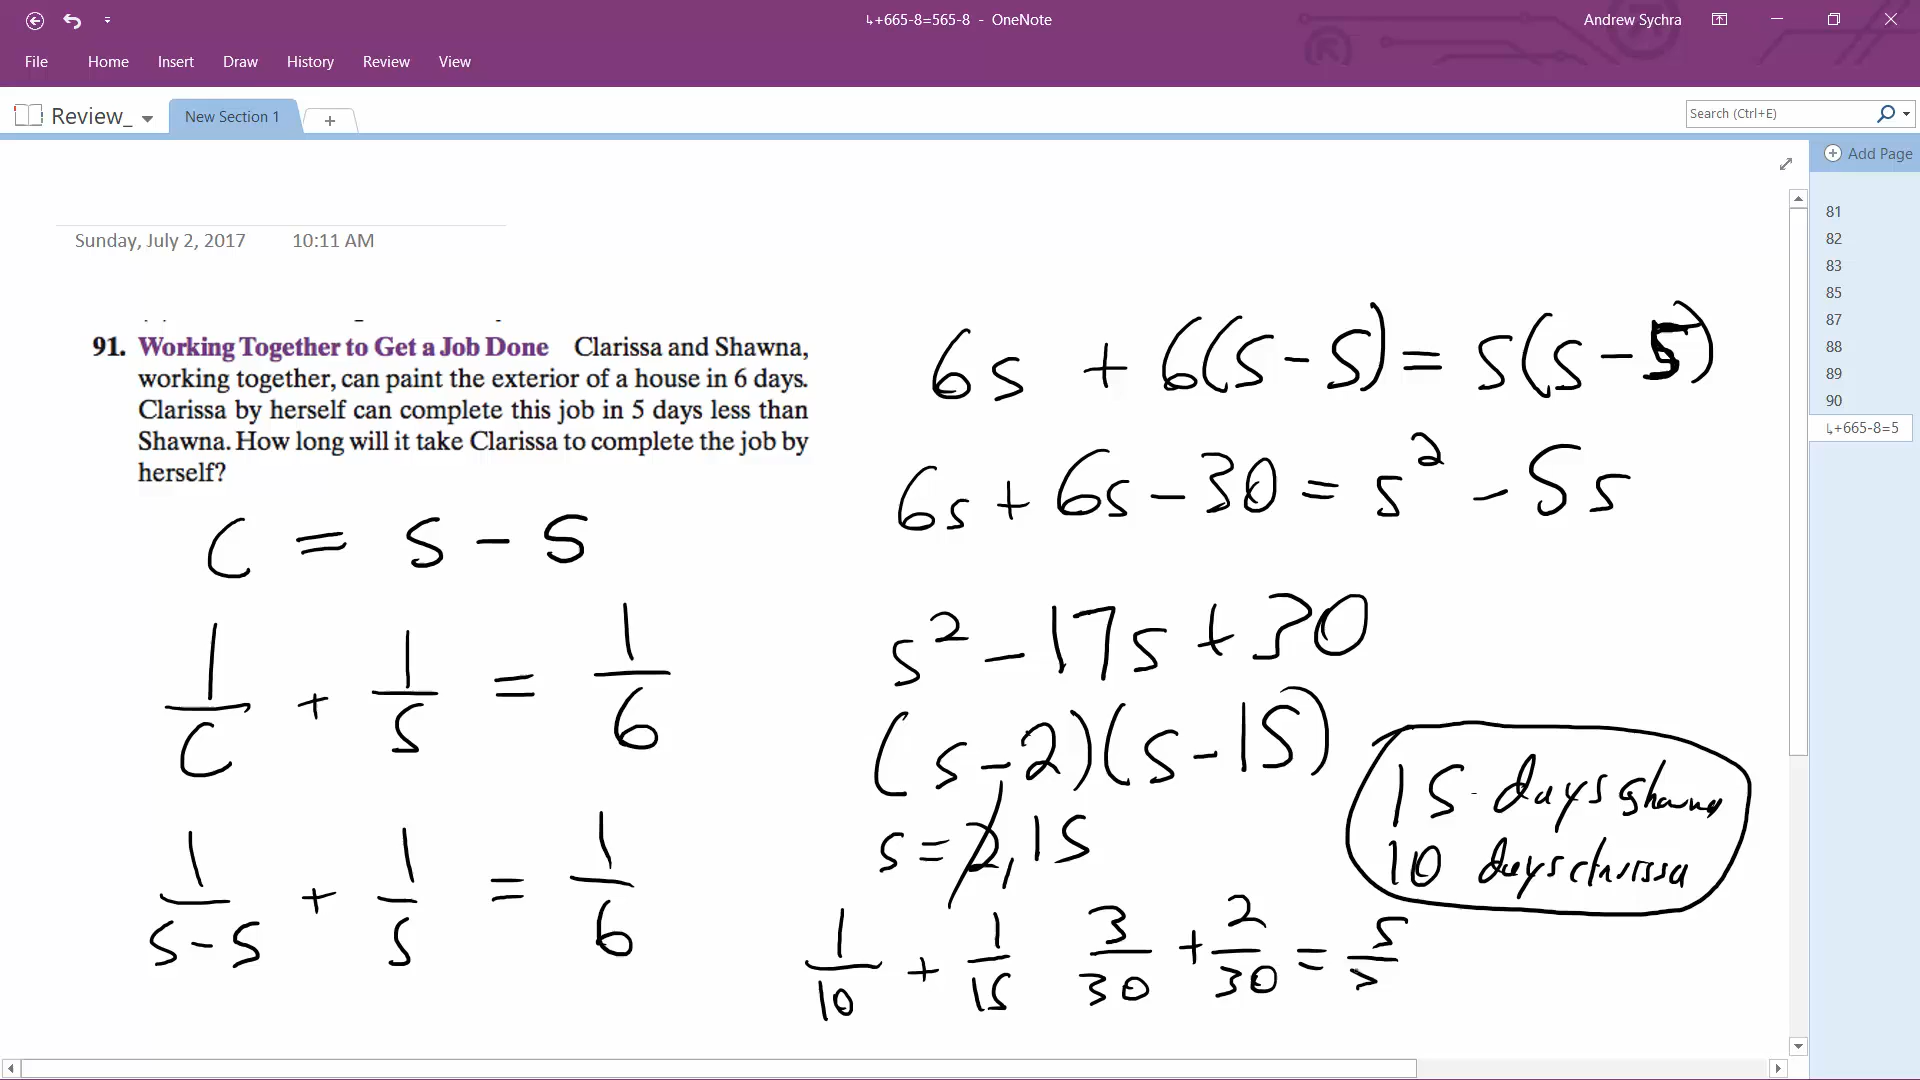 ↳+665-8=565-8 - OneNote
Andrew Sychra
File Home Insert Draw History Review View
Review_ New Section 1 +
Search (Ctrl+E)
Add Page
81
82
83
85
87
88
89
90
↳+665-8=5
Sunday, July 2, 2017 10:11 AM
91. Working Together to Get a Job Done Clarissa and Shawna,
working together, can paint the exterior of a house in 6 days.
Clarissa by herself can complete this job in 5 days less than
Shawna. How long will it take Clarissa to complete the job by
herself?
C = s - 5
1/C + 1/s = 1/6
1/(s-5) + 1/s = 1/6
6s + 6(s-5) = s(s-5)
6s + 6s - 30 = s² - 5s
s² - 17s + 30
(s-2)(s-15)
s = 2, 15
15 days Shawna
10 days Clarissa
1/10 + 1/15 3/30 + 2/30 = 5/